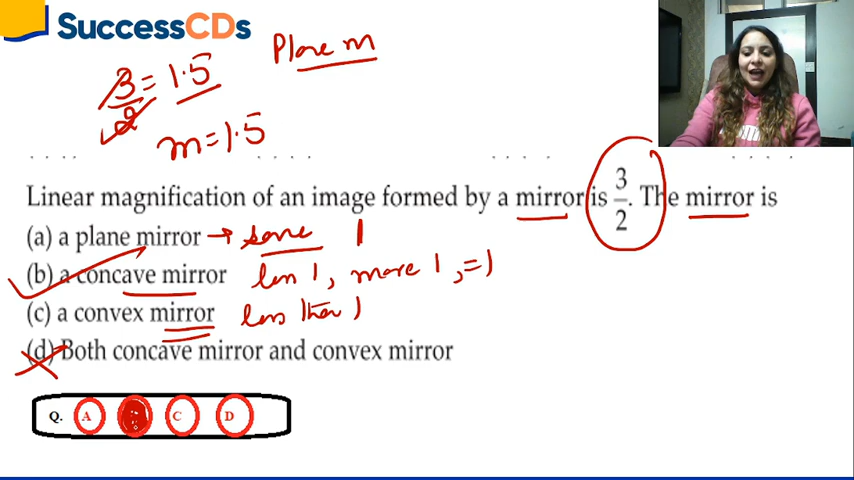 SuccessCDs
3/2 = 1.5
Plane m
m = 1.5
Linear magnification of an image formed by a mirror is 3/2. The mirror is
(a) a plane mirror → same 1
(b) a concave mirror less 1, more 1, =1
(c) a convex mirror less than 1
(d) Both concave mirror and convex mirror
Q. A C D